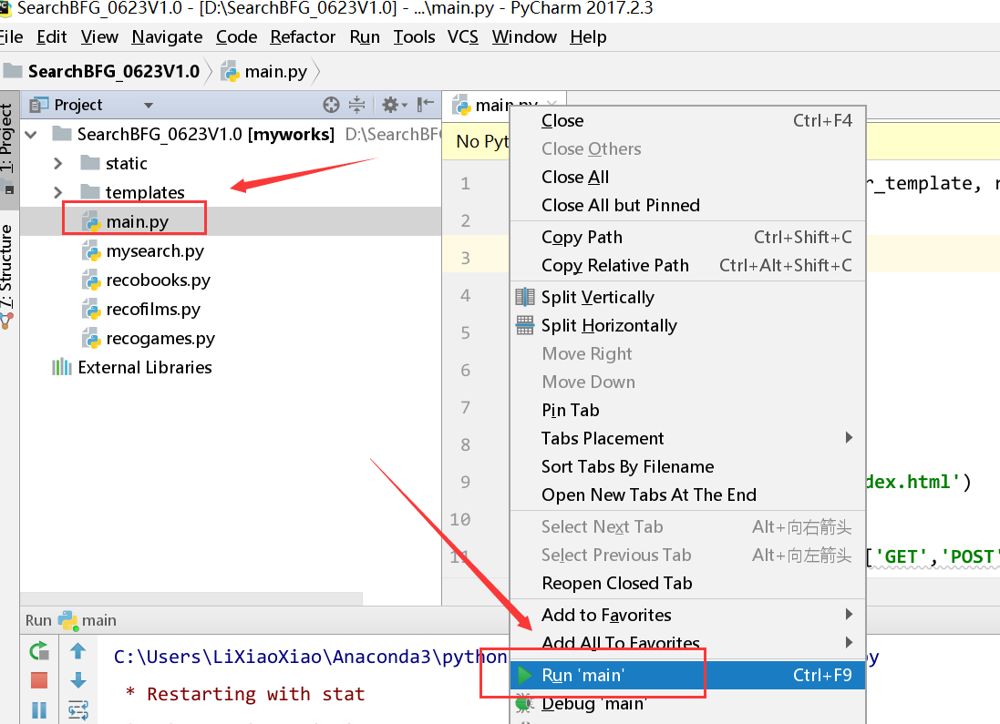 SearchBFG_0623V1.0 - [D:\SearchBFG_0623V1.0] - ...\main.py - PyCharm 2017.2.3
File Edit View Navigate Code Refactor Run Tools VCS Window Help
SearchBFG_0623V1.0 main.py
Project
main.py
1: Project
7: Structure
SearchBFG_0623V1.0 [myworks] D:\SearchBF
static
templates
main.py
mysearch.py
recobooks.py
recofilms.py
recogames.py
External Libraries
No Pyt
1
r_template, r
2
3
4
5
6
7
8
9
dex.html')
10
11
['GET','POST'
Close Ctrl+F4
Close Others
Close All
Close All but Pinned
Copy Path Ctrl+Shift+C
Copy Relative Path Ctrl+Alt+Shift+C
Split Vertically
Split Horizontally
Move Right
Move Down
Pin Tab
Tabs Placement
Sort Tabs By Filename
Open New Tabs At The End
Select Next Tab Alt+向右箭头
Select Previous Tab Alt+向左箭头
Reopen Closed Tab
Add to Favorites
Add All To Favorites
Run 'main' Ctrl+F9
Debug 'main'
Run main
C:\Users\LiXiaoXiao\Anaconda3\python
py
* Restarting with stat